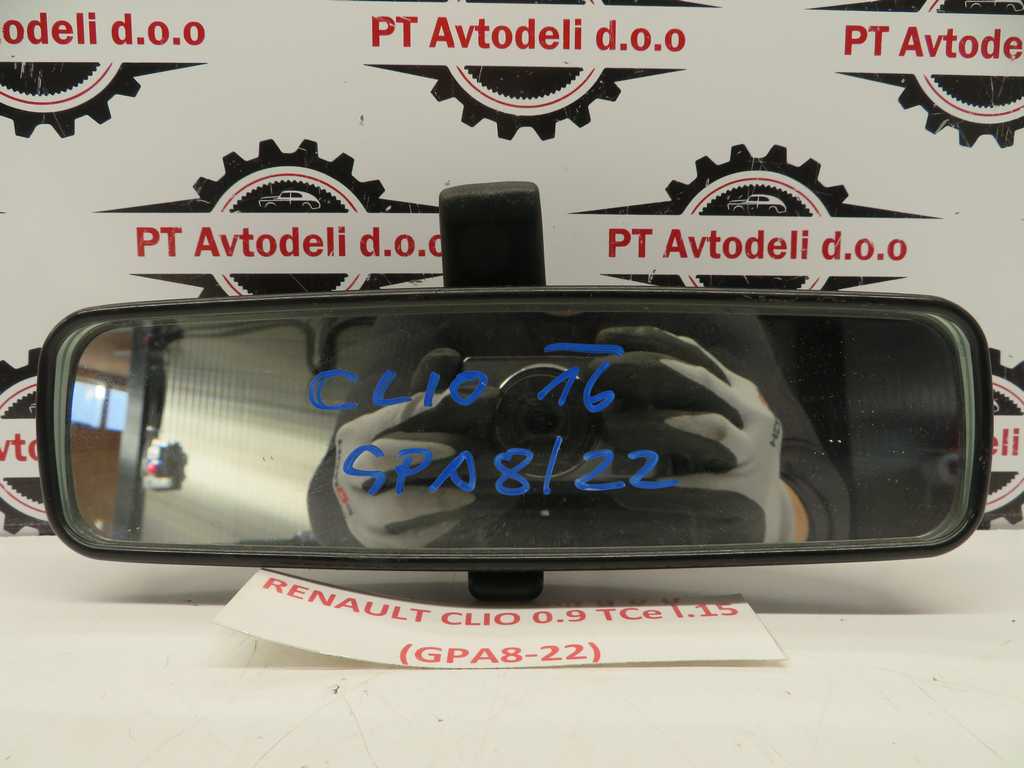 PT Avtodeli d.o.o
PT Avtodeli d.o.o
PT Avtodeli d.o.o
PT Avtodeli d.o.o
CLIO 16
GPA8/22
RENAULT CLIO 0.9 TCe l.15
(GPA8-22)